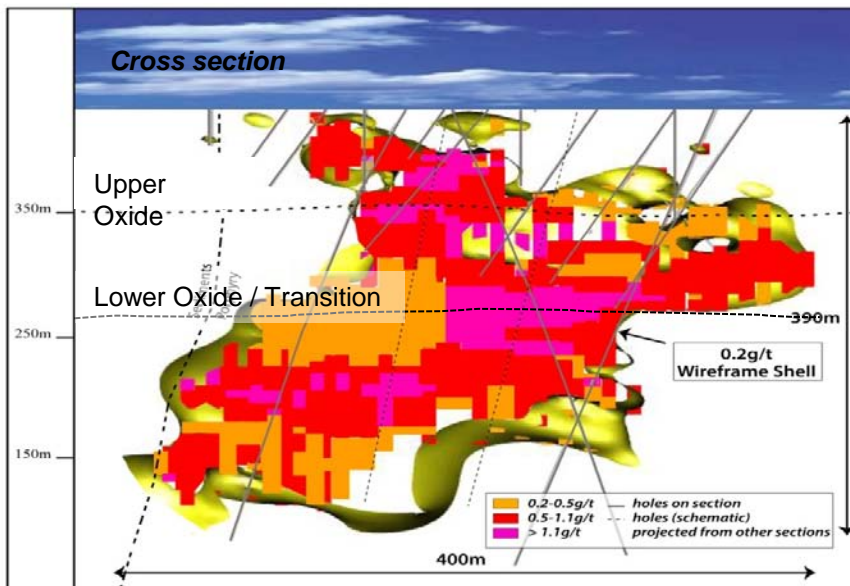 Cross section
Upper
Oxide
350m
Lower Oxide / Transition
390m
250m
0.2g/t
Wireframe Shell
150m
0.2-0.5g/t
holes on section
0.5-1.1g/t
holes (schematic)
> 1.1g/t
projected from other sections
400m